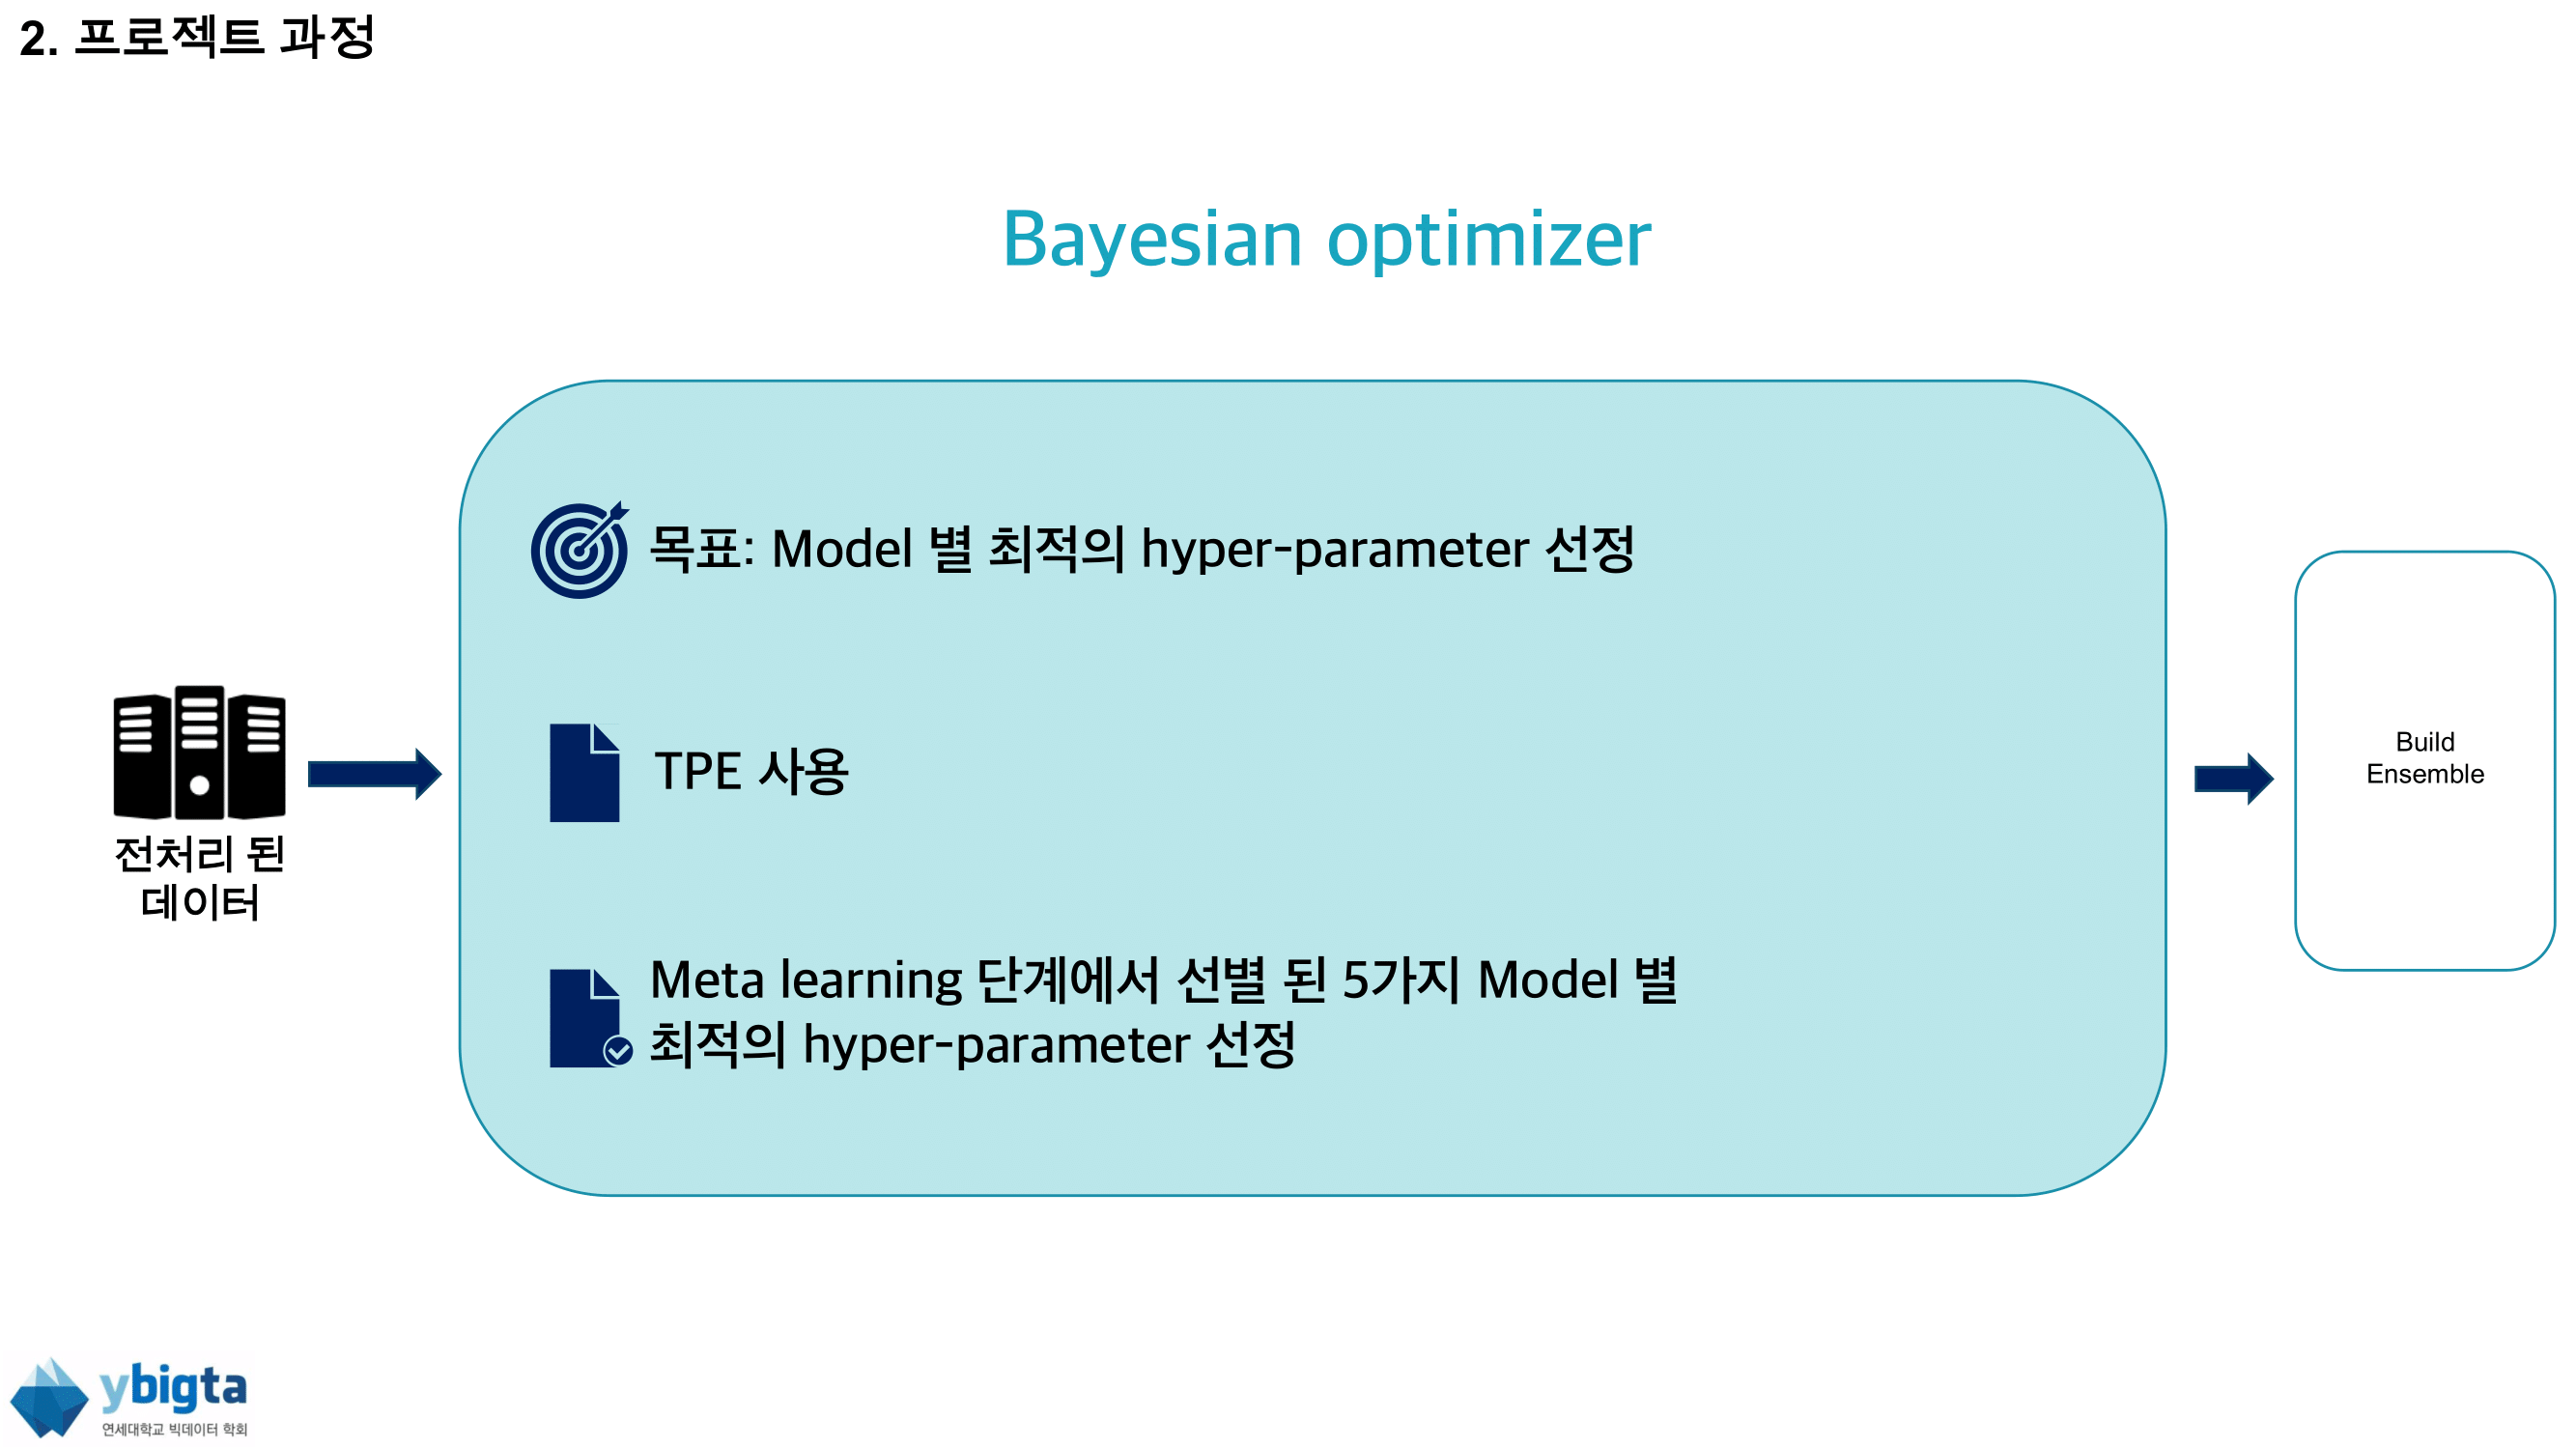 2. 프로젝트 과정
Bayesian optimizer
목표: Model 별 최적의 hyper-parameter 선정
TPE 사용
Meta learning 단계에서 선별 된 5가지 Model 별
최적의 hyper-parameter 선정
전처리 된
데이터
Build
Ensemble
ybigta
연세대학교 빅데이터 학회